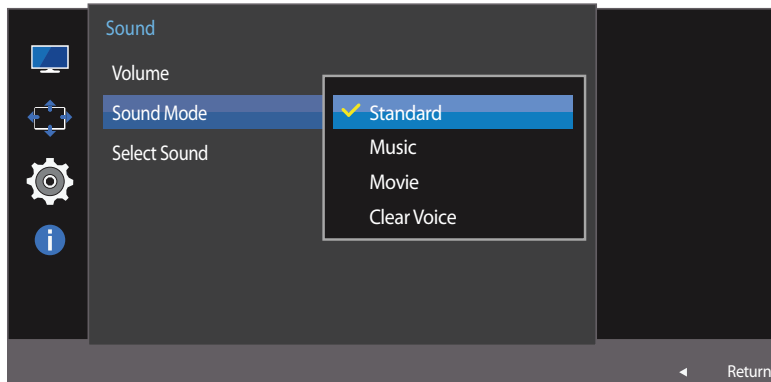 Sound
Volume
Sound Mode
Select Sound
Standard
Music
Movie
Clear Voice
Return